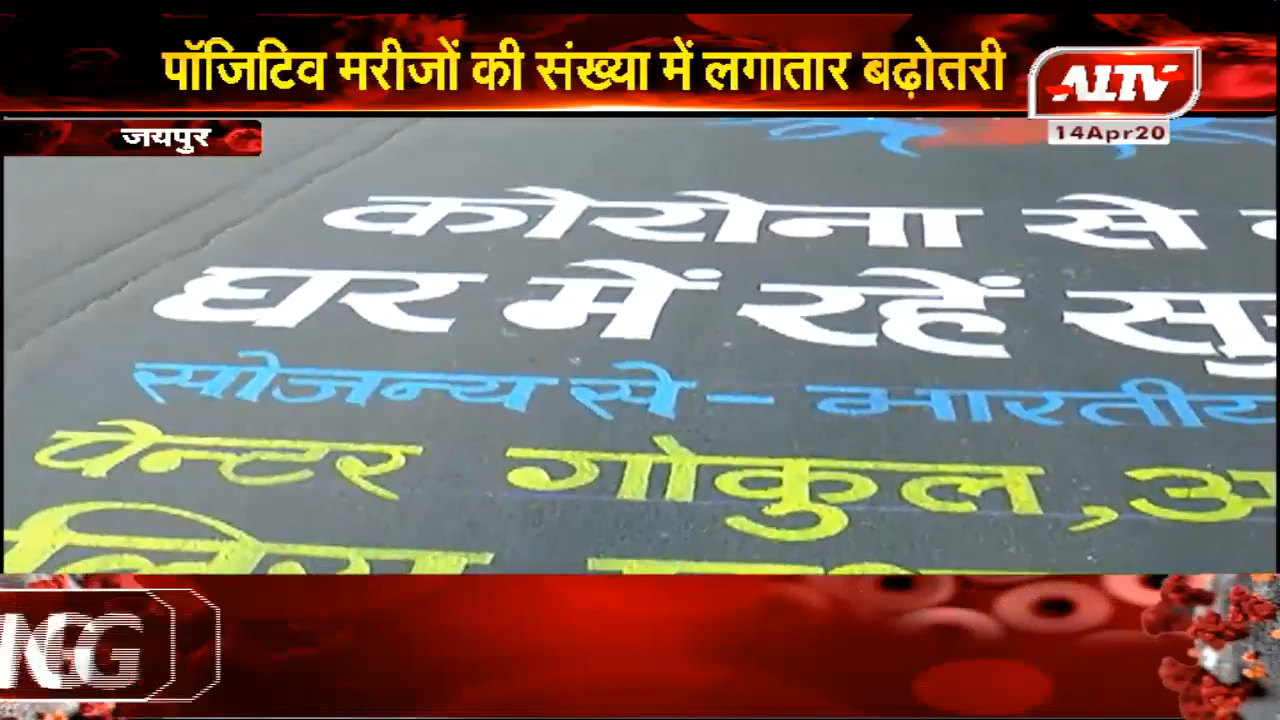 पॉजिटिव मरीजों की संख्या में लगातार बढ़ोतरी
ALTV
14Apr20
जयपुर
कोरोना से
घर में रहें
सोजन्य से - भारतीय
पेन्टर गोकुल,